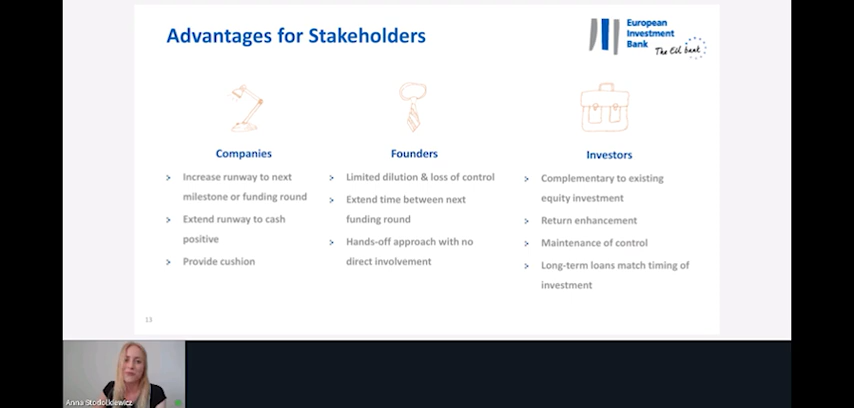 Advantages for Stakeholders
European
Investment
Bank
The EU bank
Companies
> Increase runway to next
milestone or funding round
> Extend runway to cash
positive
> Provide cushion
Founders
> Limited dilution & loss of control
> Extend time between next
funding round
> Hands-off approach with no
direct involvement
Investors
> Complementary to existing
equity investment
> Return enhancement
> Maintenance of control
> Long-term loans match timing of
investment
13
Anna Stodolkiewicz